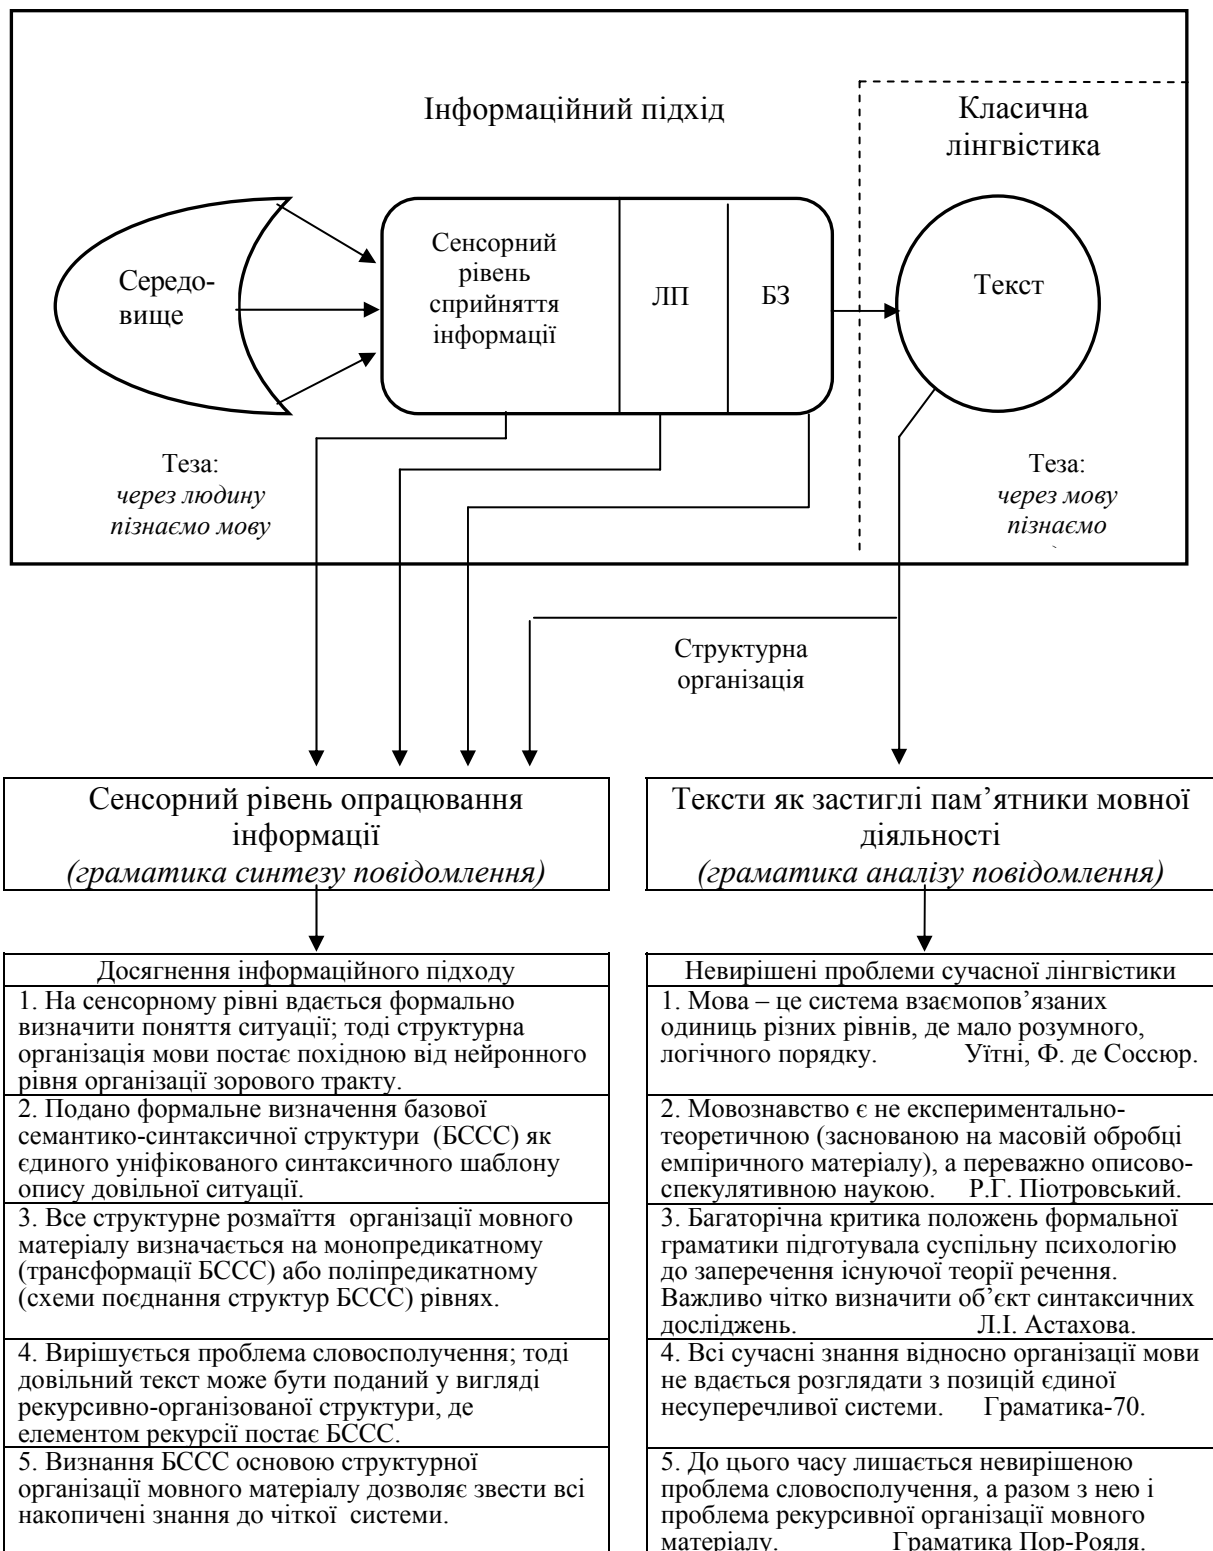 Інформаційний підхід
Класична
лінгвістика
Середо-
вище
Сенсорний
рівень
сприйняття
інформації
ЛП
БЗ
Текст
Теза:
через людину
пізнаємо мову
Теза:
через мову
пізнаємо
Структурна
організація
Сенсорний рівень опрацювання
інформації
(граматика синтезу повідомлення)
Тексти як застиглі пам’ятники мовної
діяльності
(граматика аналізу повідомлення)
Досягнення інформаційного підходу
1. На сенсорному рівні вдається формально
визначити поняття ситуації; тоді структурна
організація мови постає похідною від нейронного
рівня організації зорового тракту.
2. Подано формальне визначення базової
семантико-синтаксичної структури (БССС) як
єдиного уніфікованого синтаксичного шаблону
опису довільної ситуації.
3. Все структурне розмаїття організації мовного
матеріалу визначається на монопредикатному
(трансформації БССС) або поліпредикатному
(схеми поєднання структур БССС) рівнях.
4. Вирішується проблема словосполучення; тоді
довільний текст може бути поданий у вигляді
рекурсивно-організованої структури, де
елементом рекурсії постає БССС.
5. Визнання БССС основою структурної
організації мовного матеріалу дозволяє звести всі
накопичені знання до чіткої системи.
Невирішені проблеми сучасної лінгвістики
1. Мова – це система взаємопов’язаних
одиниць різних рівнів, де мало розумного,
логічного порядку. Уїтні, Ф. де Соссюр.
2. Мовознавство є не експериментально-
теоретичною (заснованою на масовій обробці
емпіричного матеріалу), а переважно описово-
спекулятивною наукою. Р.Г. Піотровський.
3. Багаторічна критика положень формальної
граматики підготувала суспільну психологію
до заперечення існуючої теорії речення.
Важливо чітко визначити об’єкт синтаксичних
досліджень. Л.І. Астахова.
4. Всі сучасні знання відносно організації мови
не вдається розглядати з позицій єдиної
несуперечливої системи. Граматика-70.
5. До цього часу лишається невирішеною
проблема словосполучення, а разом з нею і
проблема рекурсивної організації мовного
матеріалу. Граматика Пор-Рояля.